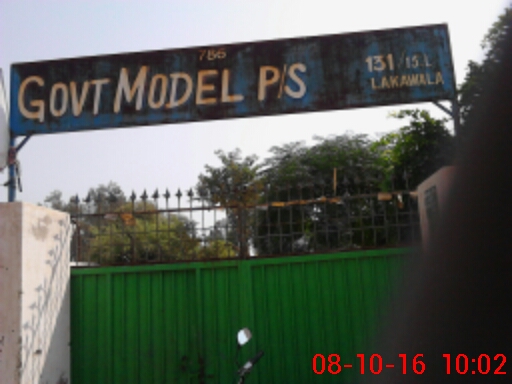 786
GOVT MODEL P/S
131/15.L
LAKAWALA
08-10-16 10:02